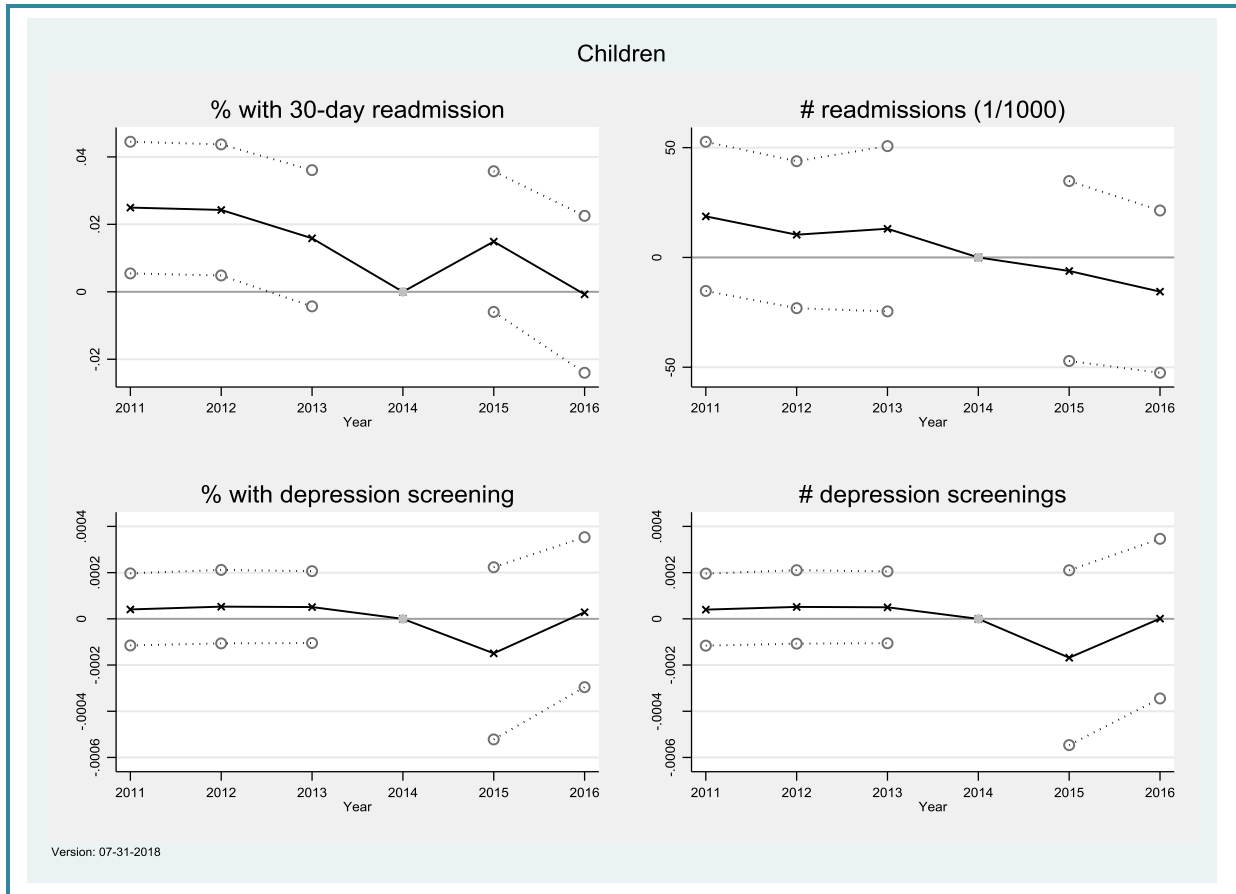 Children
% with 30-day readmission
.04
.02
0
-.02
2011 2012 2013 2014 2015 2016
Year
# readmissions (1/1000)
50
0
-50
2011 2012 2013 2014 2015 2016
Year
% with depression screening
.0004
.0002
0
-.0002
-.0004
-.0006
2011 2012 2013 2014 2015 2016
Year
# depression screenings
.0004
.0002
0
-.0002
-.0004
-.0006
2011 2012 2013 2014 2015 2016
Year
Version: 07-31-2018